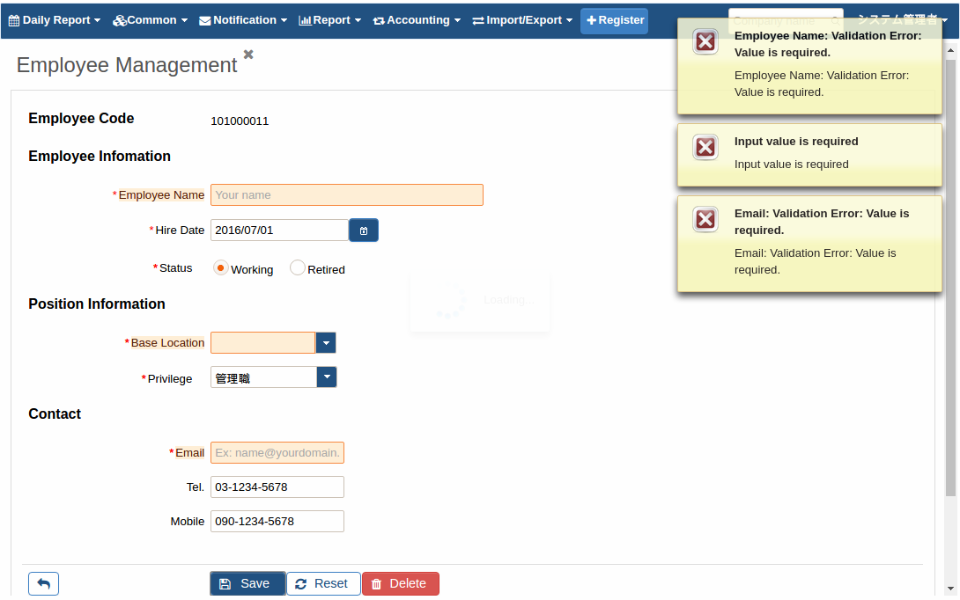 Daily Report Common Notification Report Accounting Import/Export Register Company name システム管理者
Employee Management
Employee Name: Validation Error: Value is required.
Employee Name: Validation Error: Value is required.
Input value is required
Input value is required
Email: Validation Error: Value is required.
Email: Validation Error: Value is required.
Employee Code 101000011
Employee Infomation
*Employee Name Your name
*Hire Date 2016/07/01
*Status Working Retired
Loading...
Position Information
*Base Location
*Privilege 管理職
Contact
*Email Ex: name@yourdomain.
Tel. 03-1234-5678
Mobile 090-1234-5678
Save Reset Delete